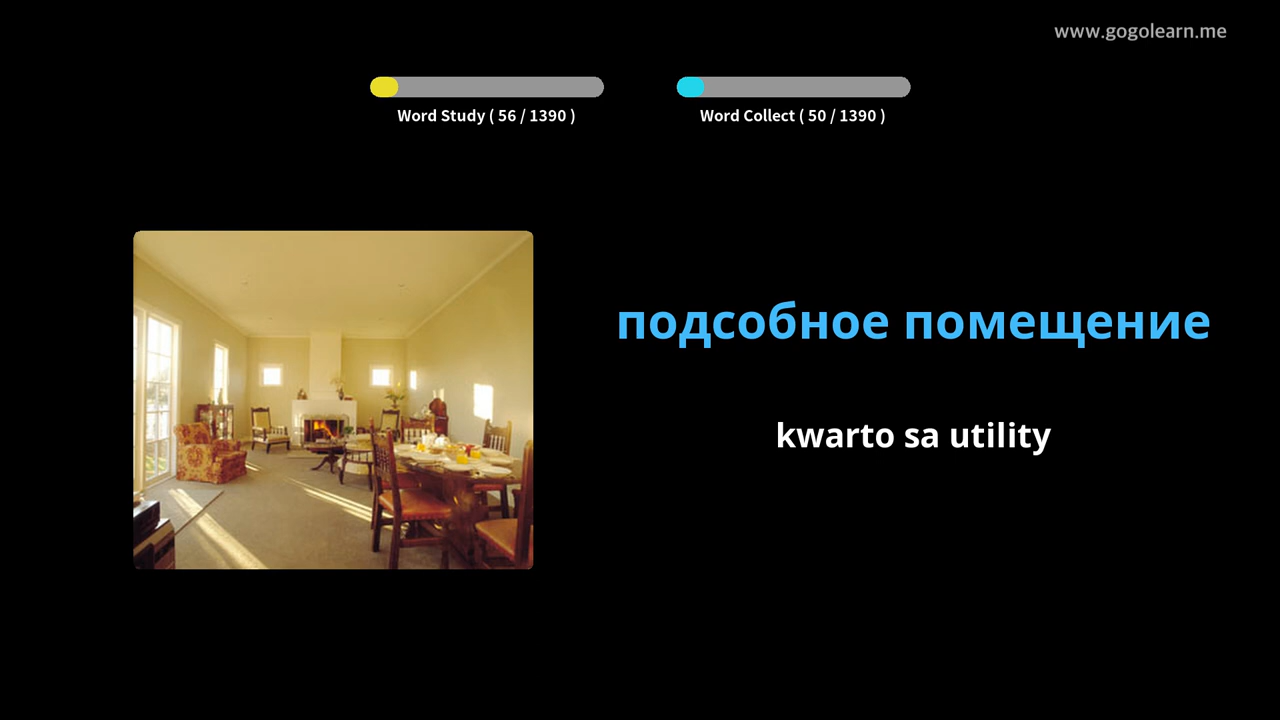 www.gogolearn.me
Word Study ( 56 / 1390 )
Word Collect ( 50 / 1390 )
подсобное помещение
kwarto sa utility